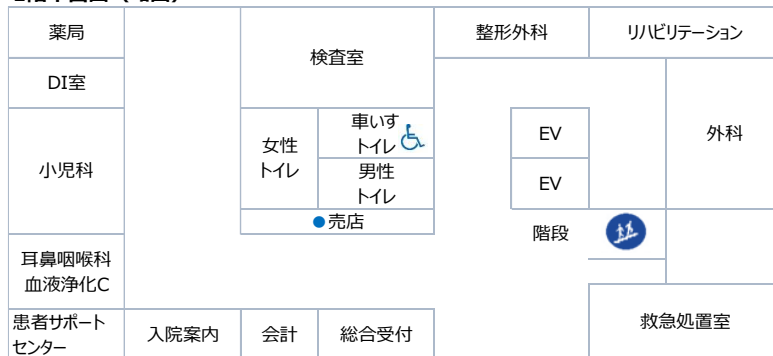 薬局
整形外科
リハビリテーション
検査室
DI室
車いす
トイレ
EV
外科
女性
トイレ
小児科
男性
トイレ
EV
●売店
階段
耳鼻咽喉科
血液浄化C
患者サポート
センター
入院案内
会計
総合受付
救急処置室